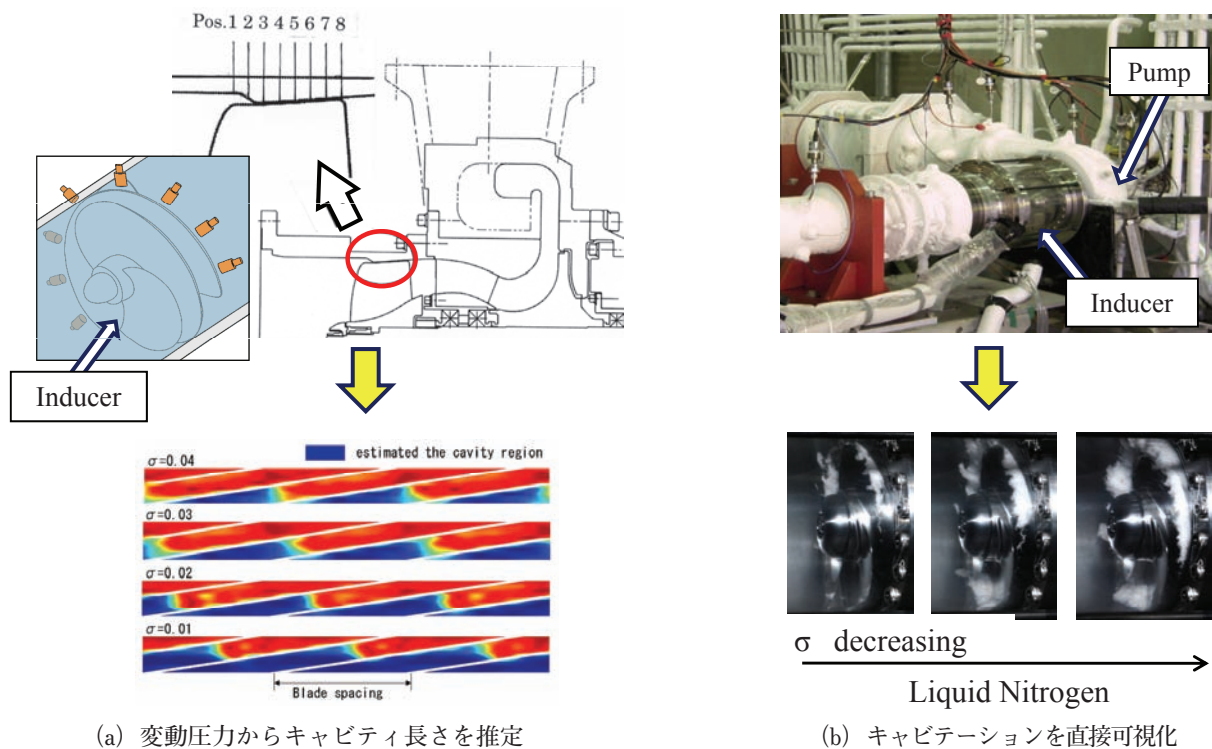 Pos.1 2 3 4 5 6 7 8
Inducer
estimated the cavity region
σ=0.04
σ=0.03
σ=0.02
σ=0.01
Blade spacing
(a) 変動圧力からキャビティ長さを推定
Pump
Inducer
σ decreasing
Liquid Nitrogen
(b) キャビテーションを直接可視化